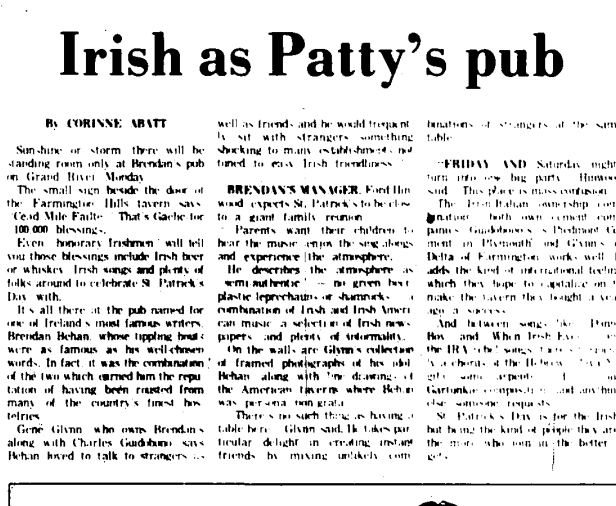 Irish as Patty's pub
By CORINNE ABATT
Sunshine or storm there will be
standing room only at Brendan's pub
on Grand River Monday
The small sign beside the door of
the Farmington Hills tavern says
'Cead Mile Failte' That's Gaelic for
100,000 blessings.
Even honorary Irishmen will tell
you those blessings include Irish beer
or whiskey Irish songs and plenty of
folks around to celebrate St Patrick's
Day with.
It's all there at the pub named for
one of Ireland's most famous writers,
Brendan Behan, whose tippling bouts
were as famous as his well-chosen
words. In fact, it was the combination
of the two which earned him the repu
tation of having been rousted from
many of the country's finest hos
telries
Gene Glynn who owns Brendan's
along with Charles Guidobono says
Behan loved to talk to strangers as
well as friends and he would frequent
ly sit with strangers something
shocking to many establishments not
tuned to easy Irish friendliness
BRENDAN'S MANAGER, Ford Hin
wood expects St. Patrick's to be close
to a giant family reunion
Parents want their children to
hear the music enjoy the sing alongs
and experience the atmosphere.
He describes the atmosphere as
semi authentic — no green beer
plastic leprechauns or shamrocks a
combination of Irish and Irish Ameri
can music a selection of Irish news
papers and plenty of informality.
On the walls are Glynn's collection
of framed photographs of his idol
Behan along with line drawings of
the American taverns where Behan
was persona non grata
There's no such thing as having a
table here Glynn said. He takes par
ticular delight in creating instant
friends by mixing unlikely com
binations of strangers at the same
table
FRIDAY AND Saturday night
turn into one big party Hinwood
said This place is mass confusion
The Irish Italian ownership com
bination both own cement com
panies Guidobono's is Piedmont
ment in Plymouth and Glynn's
Delta of Farmington works well
adds the kind of international feeling
which they hope to capitalize on
make the tavern they bought a year
ago a success
And between songs like
Boy and When Irish Eyes
the IRA rebel songs there's
a chorus of the Hebrew
Garfunkel composition and anything
else someone requests
St Patrick's Day is for the Irish
but being the kind of people they are
the more who join in the better
gets